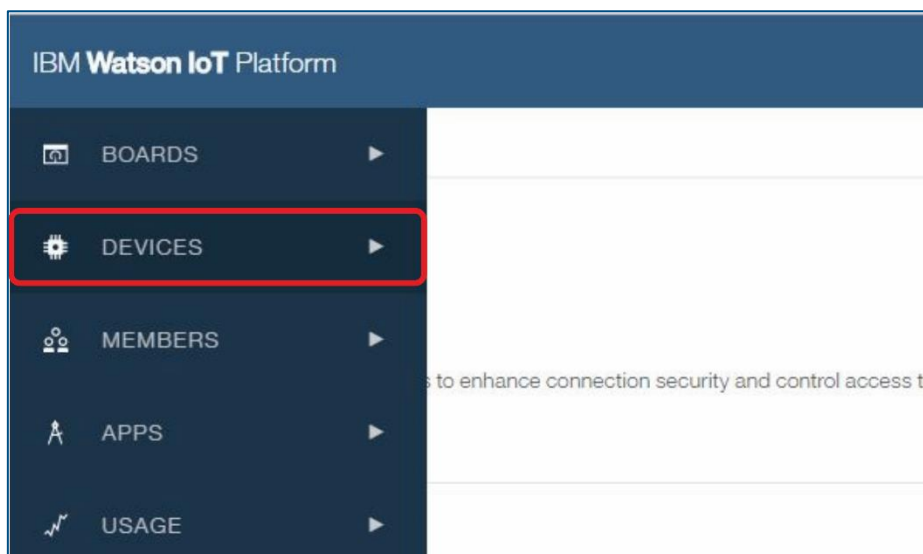 IBM Watson IoT Platform
BOARDS
DEVICES
MEMBERS
to enhance connection security and control access
APPS
USAGE